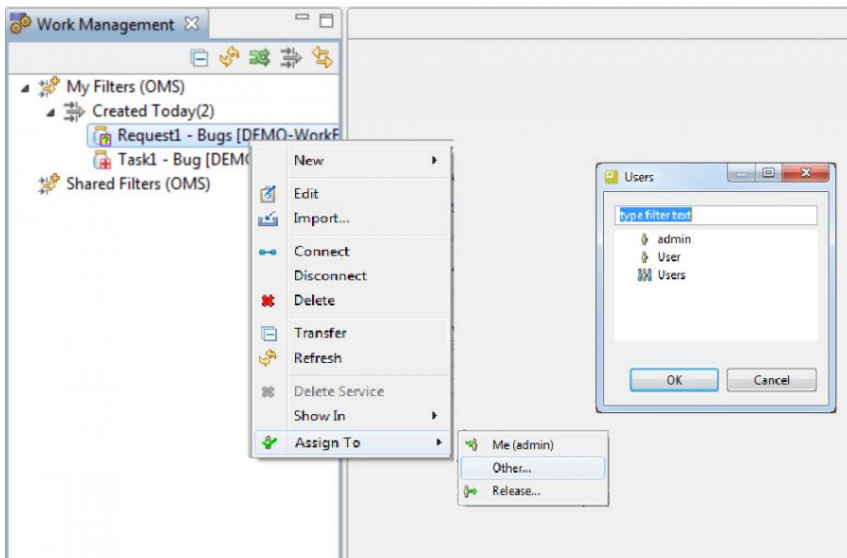 Work Management
My Filters (OMS)
Created Today(2)
Request1 - Bugs [DEMO-WorkF
Task1 - Bug [DEMO
Shared Filters (OMS)
New
Edit
Import...
Connect
Disconnect
Delete
Transfer
Refresh
Delete Service
Show In
Assign To
Me (admin)
Other...
Release...
Users
type filter text
admin
User
Users
OK
Cancel